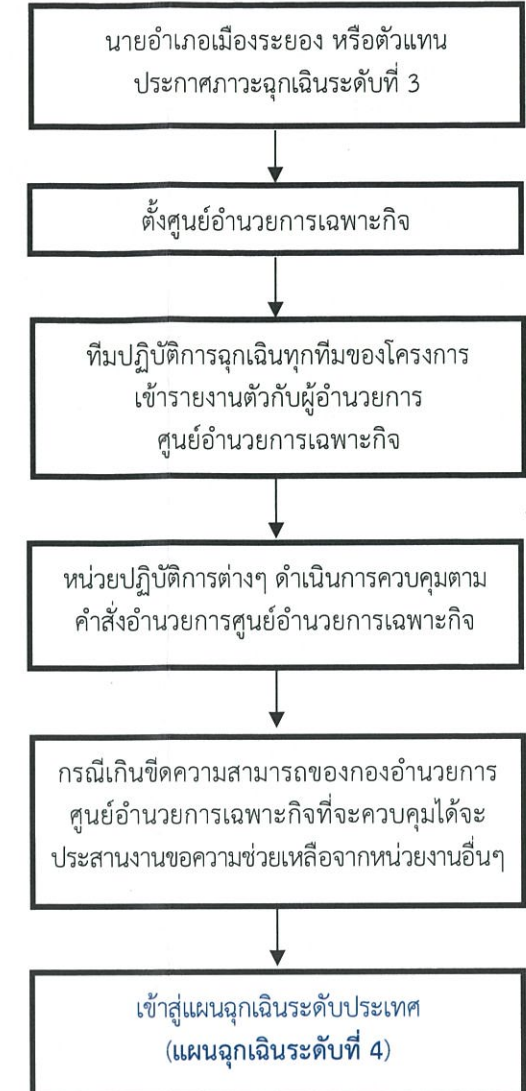 นายอำเภอเมืองระยอง หรือตัวแทน
ประกาศภาวะฉุกเฉินระดับที่ 3
ตั้งศูนย์อำนวยการเฉพาะกิจ
ทีมปฏิบัติการฉุกเฉินทุกทีมของโครงการ
เข้ารายงานตัวกับผู้อำนวยการ
ศูนย์อำนวยการเฉพาะกิจ
หน่วยปฏิบัติการต่างๆ ดำเนินการควบคุมตาม
คำสั่งอำนวยการศูนย์อำนวยการเฉพาะกิจ
กรณีเกินขีดความสามารถของกองอำนวยการ
ศูนย์อำนวยการเฉพาะกิจที่จะควบคุมได้จะ
ประสานงานขอความช่วยเหลือจากหน่วยงานอื่นๆ
เข้าสู่แผนฉุกเฉินระดับประเทศ
(แผนฉุกเฉินระดับที่ 4)